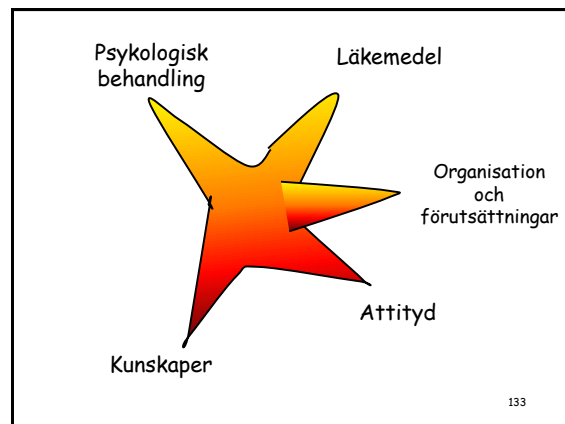 Psykologisk
behandling
Läkemedel
Organisation
och
förutsättningar
Attityd
Kunskaper
133